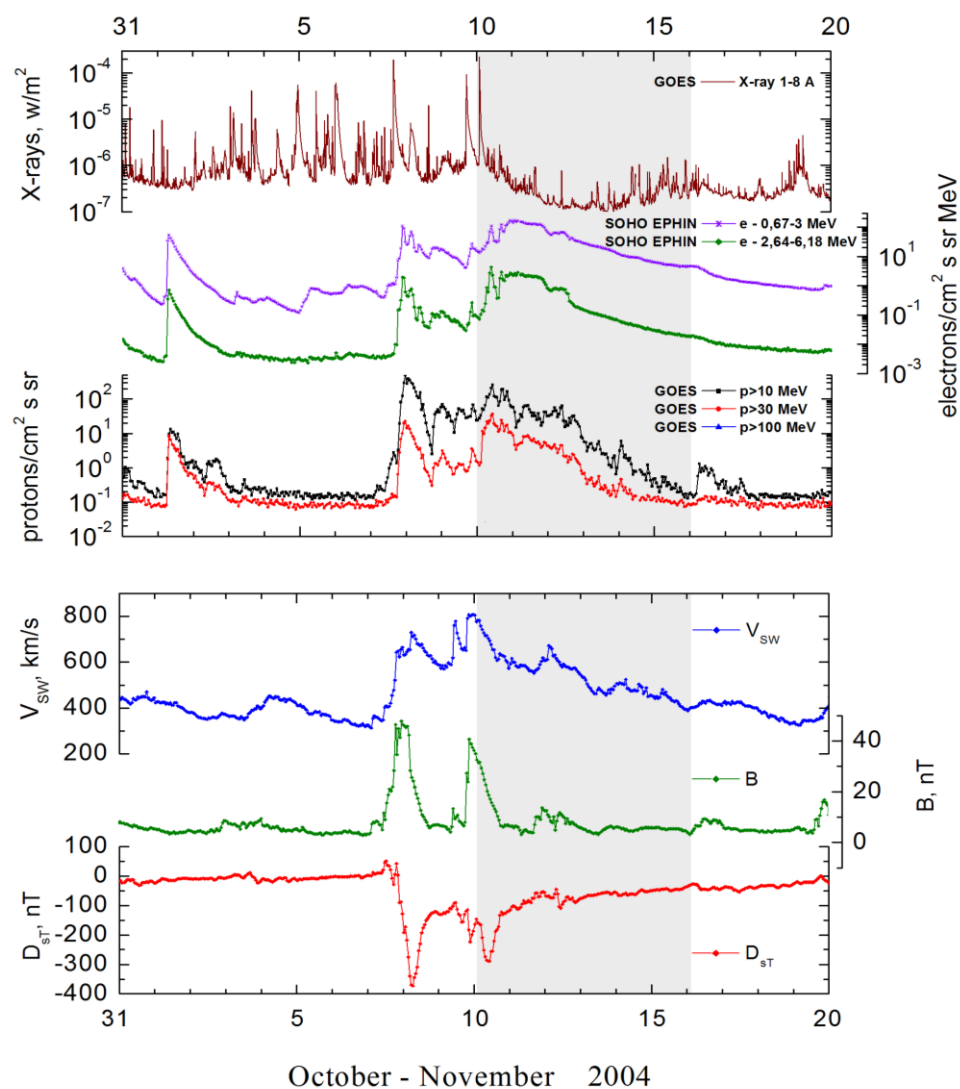 31 5 10 15 20
X-rays, w/m²
10⁻⁴
10⁻⁵
10⁻⁶
10⁻⁷
GOES X-ray 1-8 A
SOHO EPHIN e - 0,67-3 MeV
SOHO EPHIN e - 2,64-6,18 MeV
10¹
10⁻¹
10⁻³
electrons/cm² s sr MeV
protons/cm² s sr
10²
10¹
10⁰
10⁻¹
10⁻²
GOES p>10 MeV
GOES p>30 MeV
GOES p>100 MeV
V_SW, km/s
800
600
400
200
V_SW
40
20
0
B, nT
B
D_sT, nT
100
0
-100
-200
-300
-400
D_sT
31 5 10 15 20
October - November 2004